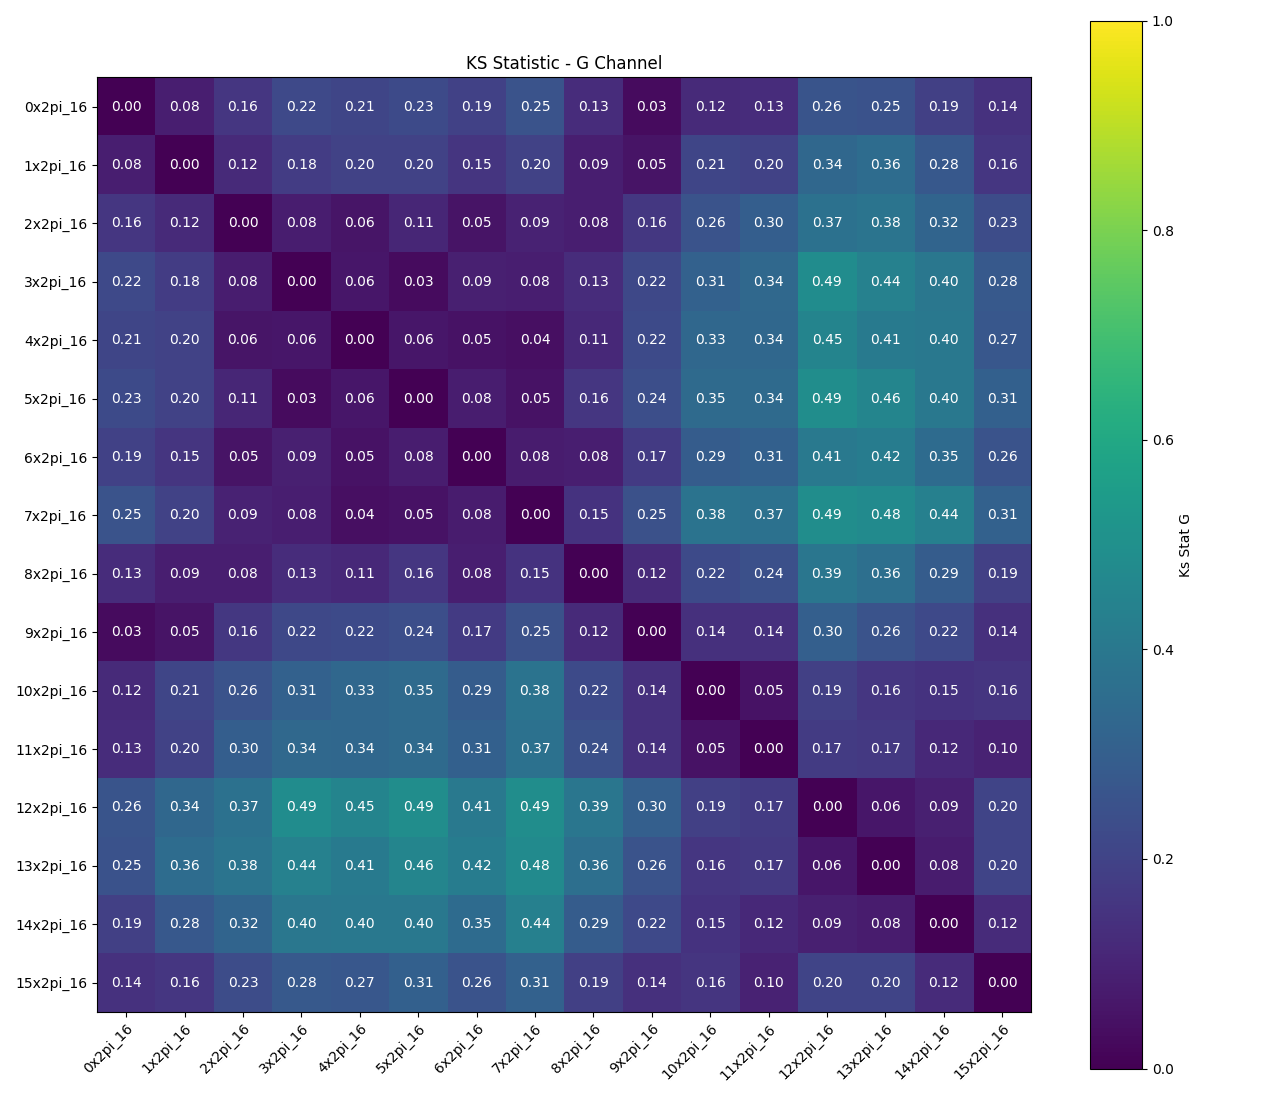 KS Statistic - G Channel
0x2pi_16 0.00 0.08 0.16 0.22 0.21 0.23 0.19 0.25 0.13 0.03 0.12 0.13 0.26 0.25 0.19 0.14
1x2pi_16 0.08 0.00 0.12 0.18 0.20 0.20 0.15 0.20 0.09 0.05 0.21 0.20 0.34 0.36 0.28 0.16
2x2pi_16 0.16 0.12 0.00 0.08 0.06 0.11 0.05 0.09 0.08 0.16 0.26 0.30 0.37 0.38 0.32 0.23
3x2pi_16 0.22 0.18 0.08 0.00 0.06 0.03 0.09 0.08 0.13 0.22 0.31 0.34 0.49 0.44 0.40 0.28
4x2pi_16 0.21 0.20 0.06 0.06 0.00 0.06 0.05 0.04 0.11 0.22 0.33 0.34 0.45 0.41 0.40 0.27
5x2pi_16 0.23 0.20 0.11 0.03 0.06 0.00 0.08 0.05 0.16 0.24 0.35 0.34 0.49 0.46 0.40 0.31
6x2pi_16 0.19 0.15 0.05 0.09 0.05 0.08 0.00 0.08 0.08 0.17 0.29 0.31 0.41 0.42 0.35 0.26
7x2pi_16 0.25 0.20 0.09 0.08 0.04 0.05 0.08 0.00 0.15 0.25 0.38 0.37 0.49 0.48 0.44 0.31
8x2pi_16 0.13 0.09 0.08 0.13 0.11 0.16 0.08 0.15 0.00 0.12 0.22 0.24 0.39 0.36 0.29 0.19
9x2pi_16 0.03 0.05 0.16 0.22 0.22 0.24 0.17 0.25 0.12 0.00 0.14 0.14 0.30 0.26 0.22 0.14
10x2pi_16 0.12 0.21 0.26 0.31 0.33 0.35 0.29 0.38 0.22 0.14 0.00 0.05 0.19 0.16 0.15 0.16
11x2pi_16 0.13 0.20 0.30 0.34 0.34 0.34 0.31 0.37 0.24 0.14 0.05 0.00 0.17 0.17 0.12 0.10
12x2pi_16 0.26 0.34 0.37 0.49 0.45 0.49 0.41 0.49 0.39 0.30 0.19 0.17 0.00 0.06 0.09 0.20
13x2pi_16 0.25 0.36 0.38 0.44 0.41 0.46 0.42 0.48 0.36 0.26 0.16 0.17 0.06 0.00 0.08 0.20
14x2pi_16 0.19 0.28 0.32 0.40 0.40 0.40 0.35 0.44 0.29 0.22 0.15 0.12 0.09 0.08 0.00 0.12
15x2pi_16 0.14 0.16 0.23 0.28 0.27 0.31 0.26 0.31 0.19 0.14 0.16 0.10 0.20 0.20 0.12 0.00
0x2pi_16 1x2pi_16 2x2pi_16 3x2pi_16 4x2pi_16 5x2pi_16 6x2pi_16 7x2pi_16 8x2pi_16 9x2pi_16 10x2pi_16 11x2pi_16 12x2pi_16 13x2pi_16 14x2pi_16 15x2pi_16
1.0
0.8
0.6
0.4
0.2
0.0
Ks Stat G